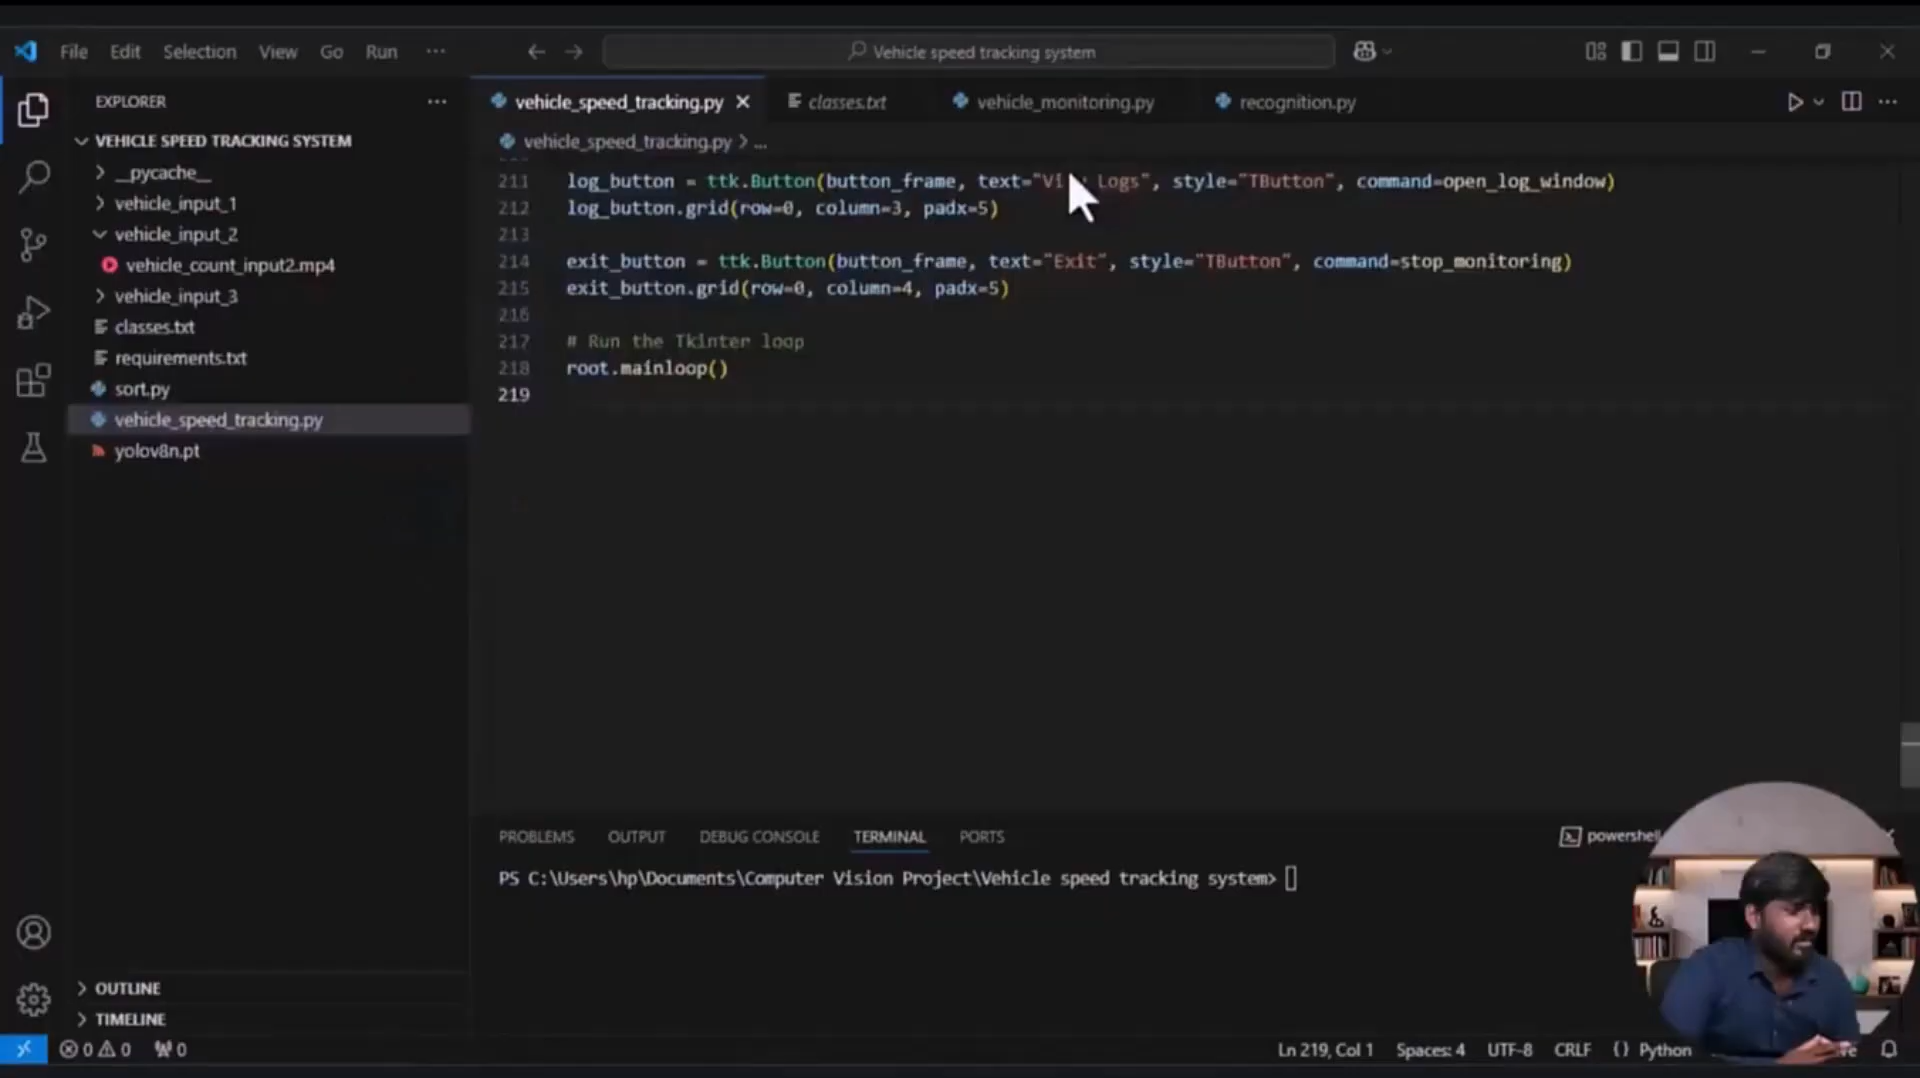 File Edit Selection View Go Run ...
Vehicle speed tracking system
EXPLORER
VEHICLE SPEED TRACKING SYSTEM
__pycache__
vehicle_input_1
vehicle_input_2
vehicle_count_input2.mp4
vehicle_input_3
classes.txt
requirements.txt
sort.py
vehicle_speed_tracking.py
yolov8n.pt
OUTLINE
TIMELINE
vehicle_speed_tracking.py
classes.txt
vehicle_monitoring.py
recognition.py
vehicle_speed_tracking.py > ...
211 log_button = ttk.Button(button_frame, text="Vi Logs", style="TButton", command=open_log_window)
212 log_button.grid(row=0, column=3, padx=5)
213
214 exit_button = ttk.Button(button_frame, text="Exit", style="TButton", command=stop_monitoring)
215 exit_button.grid(row=0, column=4, padx=5)
216
217 # Run the Tkinter loop
218 root.mainloop()
219
PROBLEMS OUTPUT DEBUG CONSOLE TERMINAL PORTS
powershell
PS C:\Users\hp\Documents\Computer Vision Project\Vehicle speed tracking system>
0 0 0
Ln 219, Col 1 Spaces: 4 UTF-8 CRLF {} Python